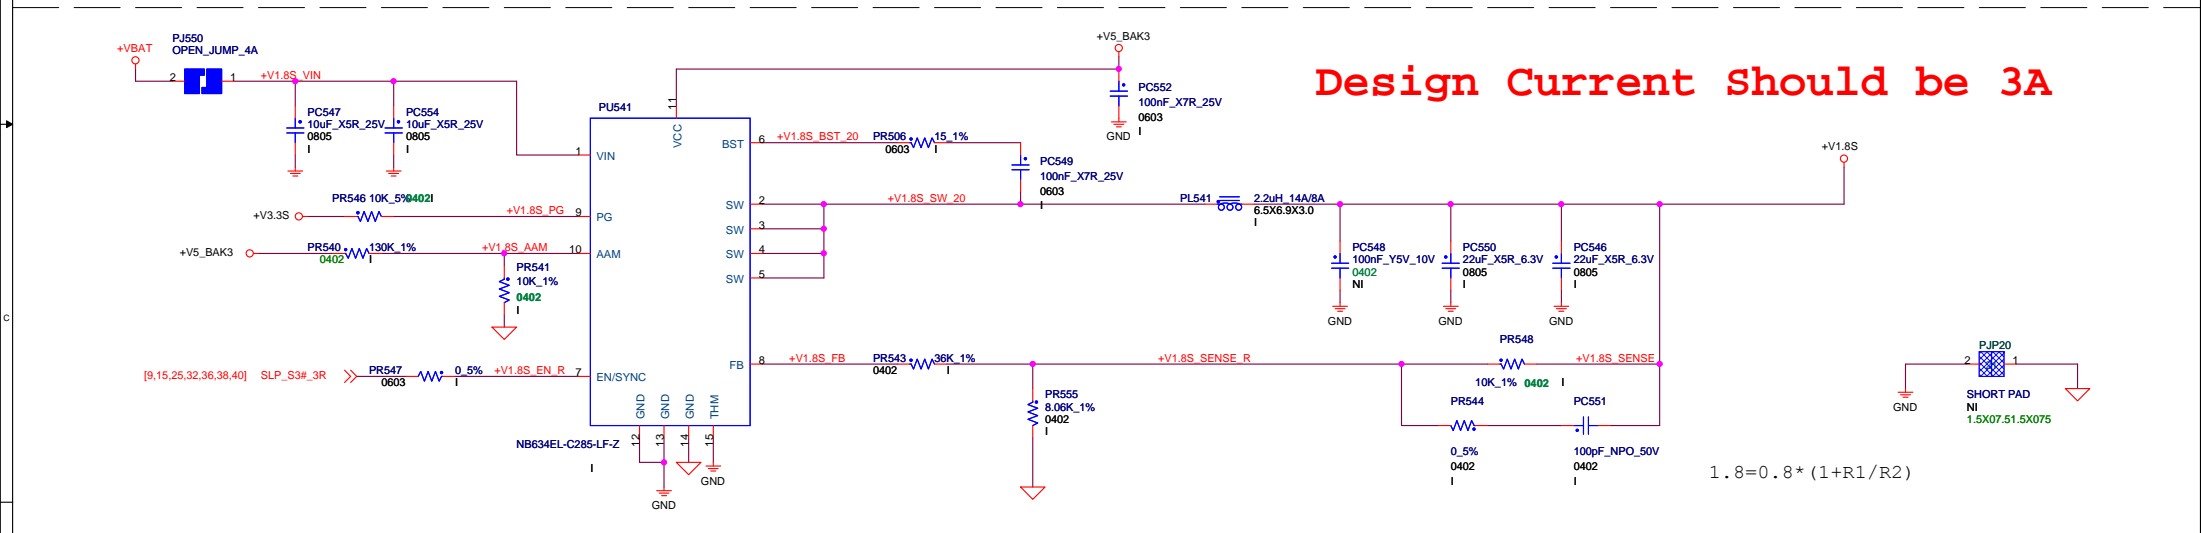 PJ550
OPEN_JUMP_4A
+VBAT
2
1
+V1.8S_VIN
PC547
10uF_X5R_25V
0805
I
PC554
10uF_X5R_25V
0805
I
PR546 10K_5% 0402 I
+V3.3S
+V1.8S_PG
9
+V5_BAK3
PR540
130K_1%
0402
I
+V1.8S_AAM
10
PR541
10K_1%
0402
I
[9,15,25,32,36,38,40]
SLP_S3#_3R
PR547
0_5%
0603
I
+V1.8S_EN_R
7
PU541
1
VIN
PG
AAM
EN/SYNC
11
VCC
BST
SW
SW
SW
SW
FB
GND
GND
GND
THM
12
13
14
15
NB634EL-C285-LF-Z
I
GND
GND
+V5_BAK3
PC552
100nF_X7R_25V
0603
I
GND
6
+V1.8S_BST_20
PR506
15_1%
0603
I
PC549
100nF_X7R_25V
0603
I
2
3
4
5
+V1.8S_SW_20
PL541
2.2uH_14A/8A
6.5X6.9X3.0
I
8
+V1.8S_FB
PR543
36K_1%
0402
I
+V1.8S_SENSE_R
PR555
8.06K_1%
0402
I
Design Current Should be 3A
+V1.8S
PC548
100nF_Y5V_10V
0402
NI
GND
PC550
22uF_X5R_6.3V
0805
I
GND
PC546
22uF_X5R_6.3V
0805
I
GND
PR548
+V1.8S_SENSE
10K_1% 0402 I
PR544
0_5%
0402
I
PC551
100pF_NPO_50V
0402
I
1.8=0.8*(1+R1/R2)
PJP20
2
1
GND
SHORT PAD
NI
1.5X07.51.5X075
C